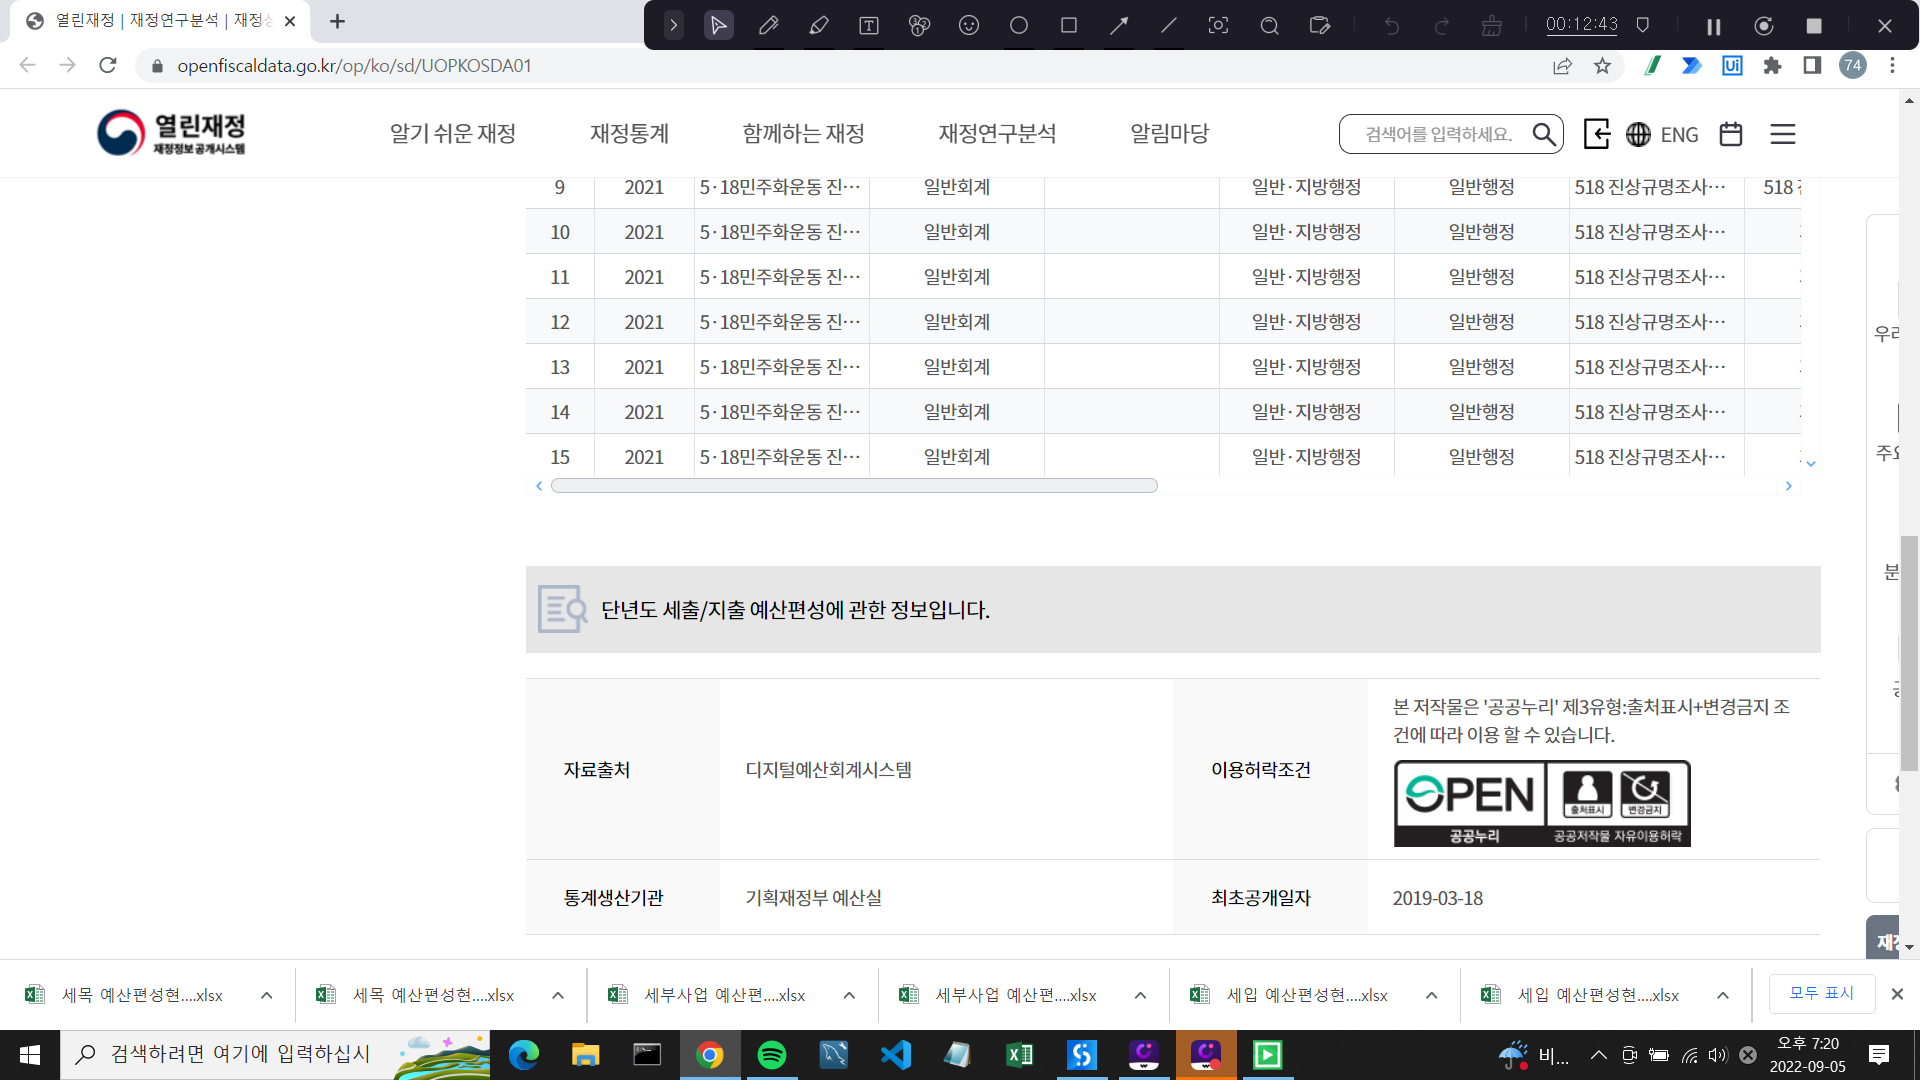 열린재정 | 재정연구분석 | 재정상
00:12:43
openfiscaldata.go.kr/op/ko/sd/UOPKOSDA01
74
열린재정
재정정보공개시스템
알기 쉬운 재정
재정통계
함께하는 재정
재정연구분석
알림마당
검색어를 입력하세요.
ENG
9 2021 5·18민주화운동 진… 일반회계 일반·지방행정 일반행정 518 진상규명조사… 518
10 2021 5·18민주화운동 진… 일반회계 일반·지방행정 일반행정 518 진상규명조사…
11 2021 5·18민주화운동 진… 일반회계 일반·지방행정 일반행정 518 진상규명조사…
12 2021 5·18민주화운동 진… 일반회계 일반·지방행정 일반행정 518 진상규명조사…
13 2021 5·18민주화운동 진… 일반회계 일반·지방행정 일반행정 518 진상규명조사…
14 2021 5·18민주화운동 진… 일반회계 일반·지방행정 일반행정 518 진상규명조사…
15 2021 5·18민주화운동 진… 일반회계 일반·지방행정 일반행정 518 진상규명조사…
우리
주요
분
단년도 세출/지출 예산편성에 관한 정보입니다.
자료출처
디지털예산회계시스템
이용허락조건
본 저작물은 '공공누리' 제3유형:출처표시+변경금지 조
건에 따라 이용 할 수 있습니다.
OPEN
출처표시
변경금지
공공누리
공공저작물 자유이용허락
통계생산기관
기획재정부 예산실
최초공개일자
2019-03-18
재정
세목 예산편성현....xlsx
세목 예산편성현....xlsx
세부사업 예산편....xlsx
세부사업 예산편....xlsx
세입 예산편성현....xlsx
세입 예산편성현....xlsx
모두 표시
검색하려면 여기에 입력하십시
비...
오후 7:20
2022-09-05